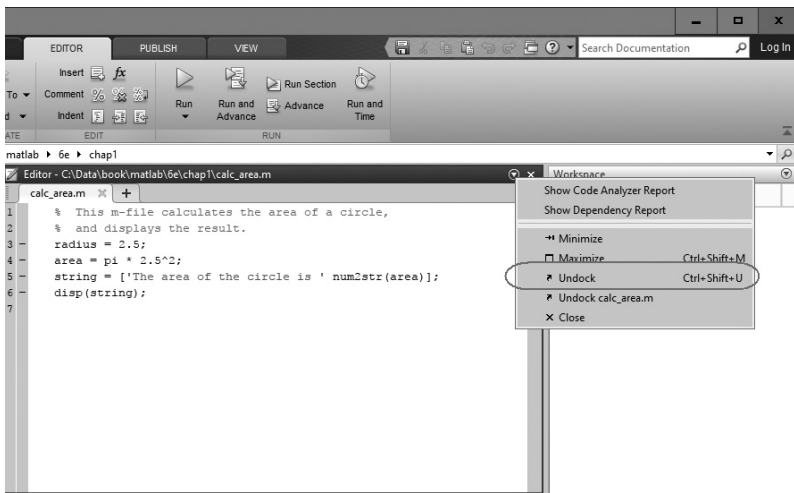 EDITOR PUBLISH VIEW Search Documentation Log In
Insert fx
To Comment
Indent
Run
Run and Advance
Run Section
Advance
Run and Time
ATE EDIT RUN
matlab ▸ 6e ▸ chap1
Editor - C:\Data\book\matlab\6e\chap1\calc_area.m
Workspace
calc_area.m × +
1 % This m-file calculates the area of a circle,
2 % and displays the result.
3 – radius = 2.5;
4 – area = pi * 2.5^2;
5 – string = ['The area of the circle is ' num2str(area)];
6 – disp(string);
7
Show Code Analyzer Report
Show Dependency Report
Minimize
Maximize Ctrl+Shift+M
Undock Ctrl+Shift+U
Undock calc_area.m
Close